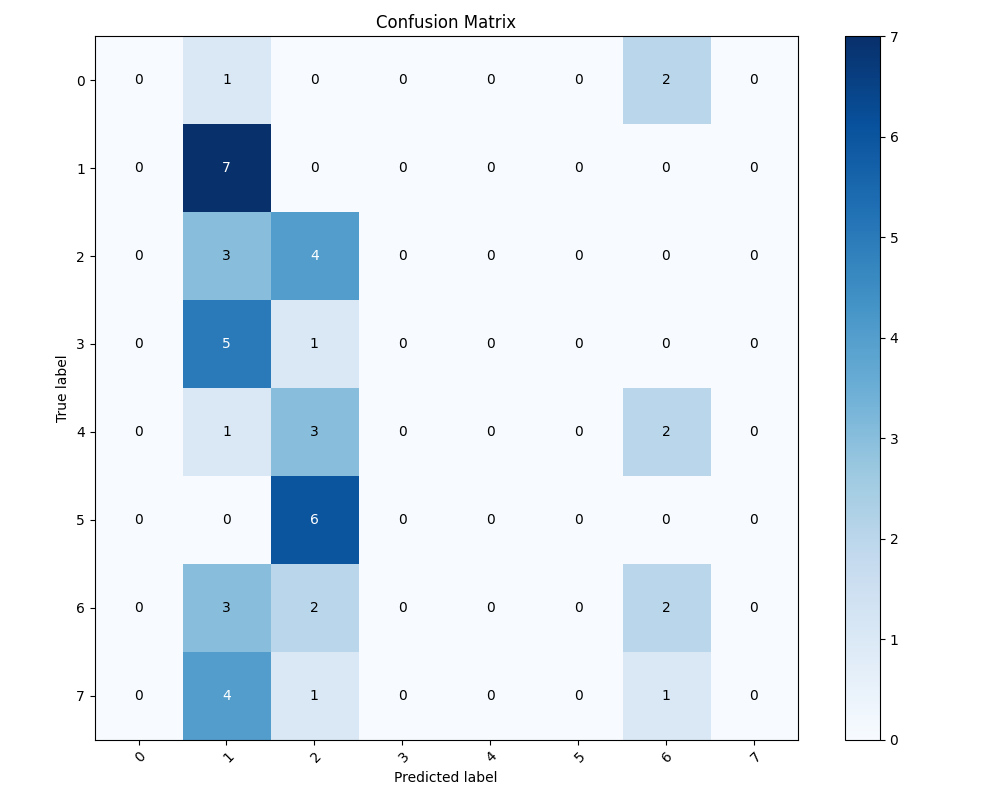 Confusion Matrix
True label
0 0 1 0 0 0 0 2 0
1 0 7 0 0 0 0 0 0
2 0 3 4 0 0 0 0 0
3 0 5 1 0 0 0 0 0
4 0 1 3 0 0 0 2 0
5 0 0 6 0 0 0 0 0
6 0 3 2 0 0 0 2 0
7 0 4 1 0 0 0 1 0
0 1 2 3 4 5 6 7
Predicted label
7
6
5
4
3
2
1
0